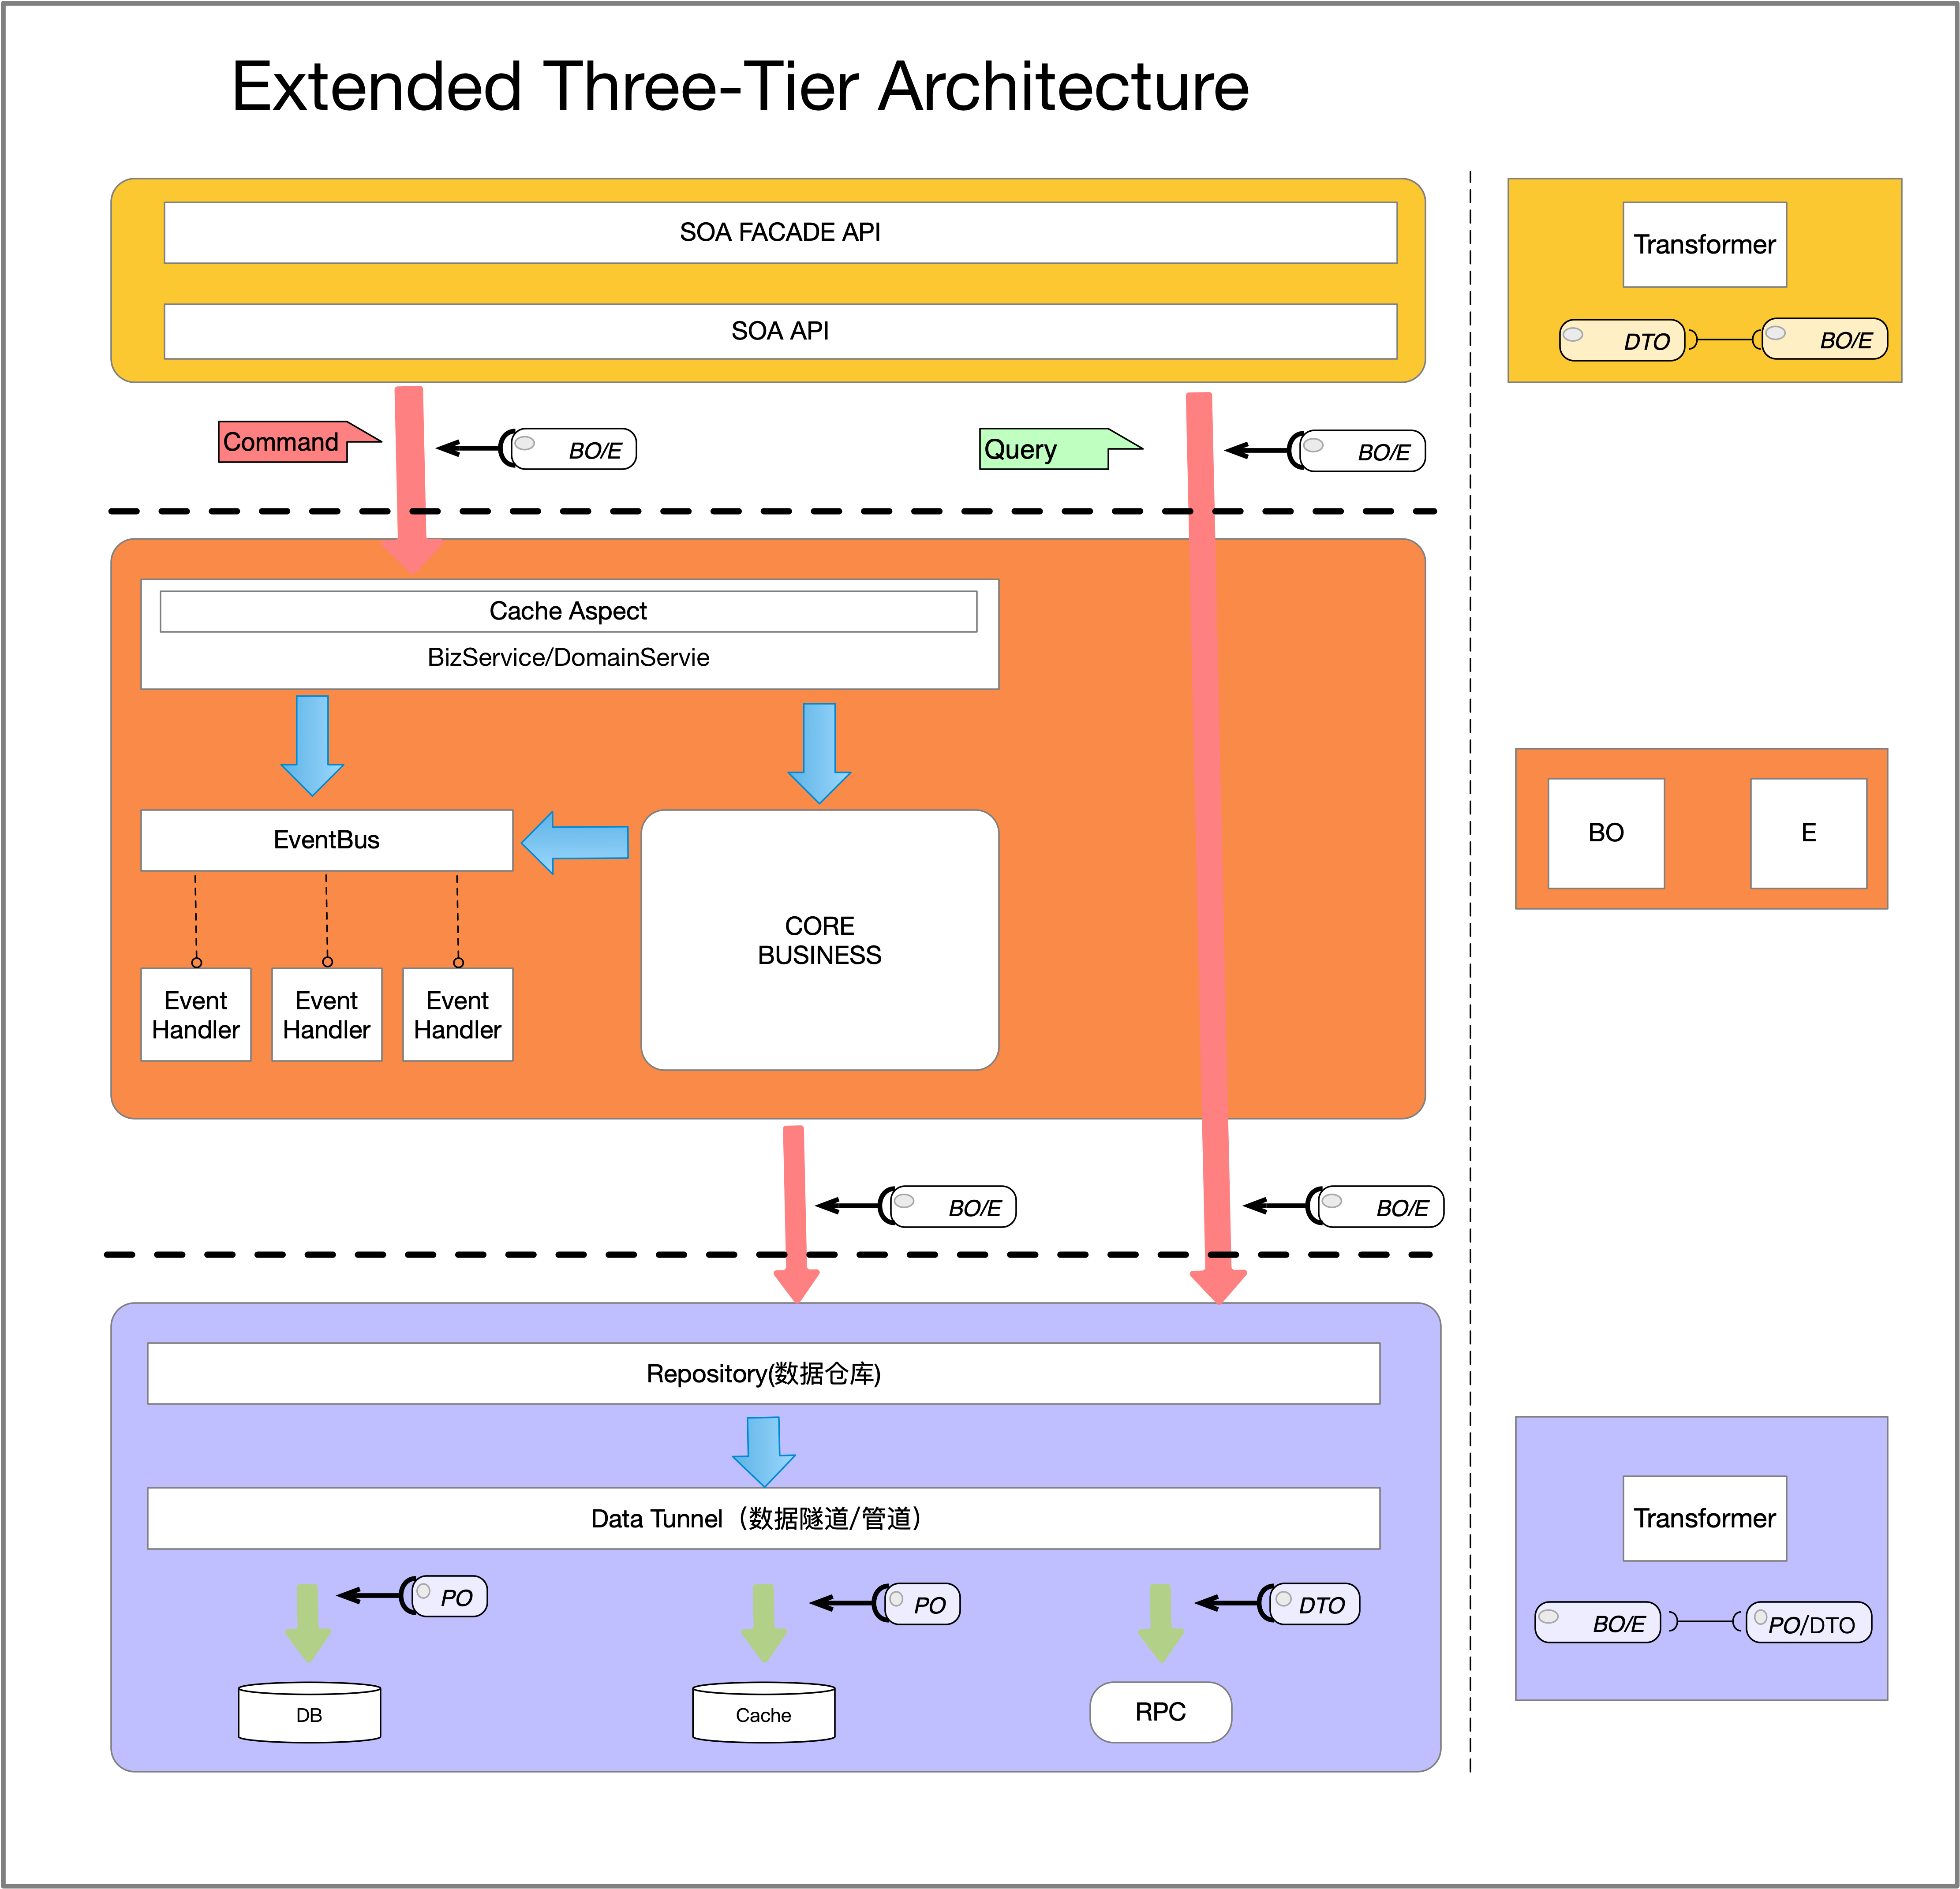 Extended Three-Tier Architecture
SOA FACADE API
SOA API
Transformer
DTO
BO/E
Command
BO/E
Query
BO/E
Cache Aspect
BizService/DomainServie
EventBus
CORE
BUSINESS
Event
Handler
Event
Handler
Event
Handler
BO
E
BO/E
BO/E
Repository(数据仓库)
Data Tunnel（数据隧道/管道）
PO
PO
DTO
DB
Cache
RPC
Transformer
BO/E
PO/DTO